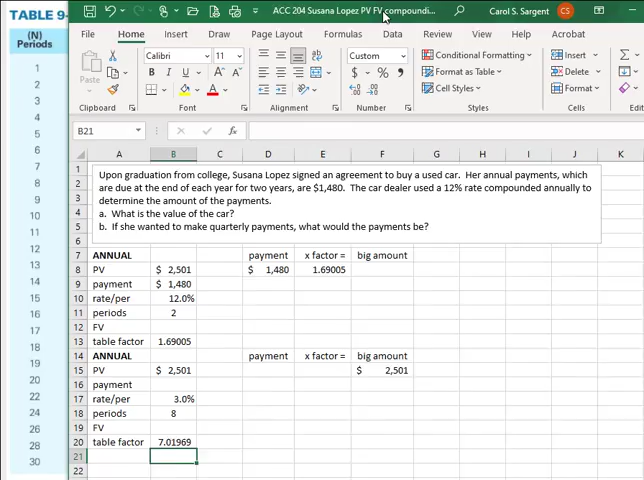 TABLE 9-
ACC 204 Susana Lopez PV FV compoundi...
Carol S. Sargent
CS
File Home Insert Draw Page Layout Formulas Data Review View Help Acrobat
Paste
Calibri 11
B I U
Custom
$ % 9
Conditional Formatting
Format as Table
Cell Styles
Insert
Delete
Format
Clipboard Font Alignment Number Styles Cells
B21 fx
A B C D E F G H I J K
(N)
Periods
1
2
3
4
5
6
7
8
9
10
11
12
13
14
15
16
17
18
19
20
22
24
26
28
30
1
2
3
4
5
6
Upon graduation from college, Susana Lopez signed an agreement to buy a used car. Her annual payments, which
are due at the end of each year for two years, are $1,480. The car dealer used a 12% rate compounded annually to
determine the amount of the payments.
a. What is the value of the car?
b. If she wanted to make quarterly payments, what would the payments be?
7 ANNUAL payment x factor = big amount
8 PV $ 2,501 $ 1,480 1.69005
9 payment $ 1,480
10 rate/per 12.0%
11 periods 2
12 FV
13 table factor 1.69005
14 ANNUAL payment x factor = big amount
15 PV $ 2,501 $ 2,501
16 payment
17 rate/per 3.0%
18 periods 8
19 FV
20 table factor 7.01969
21
22